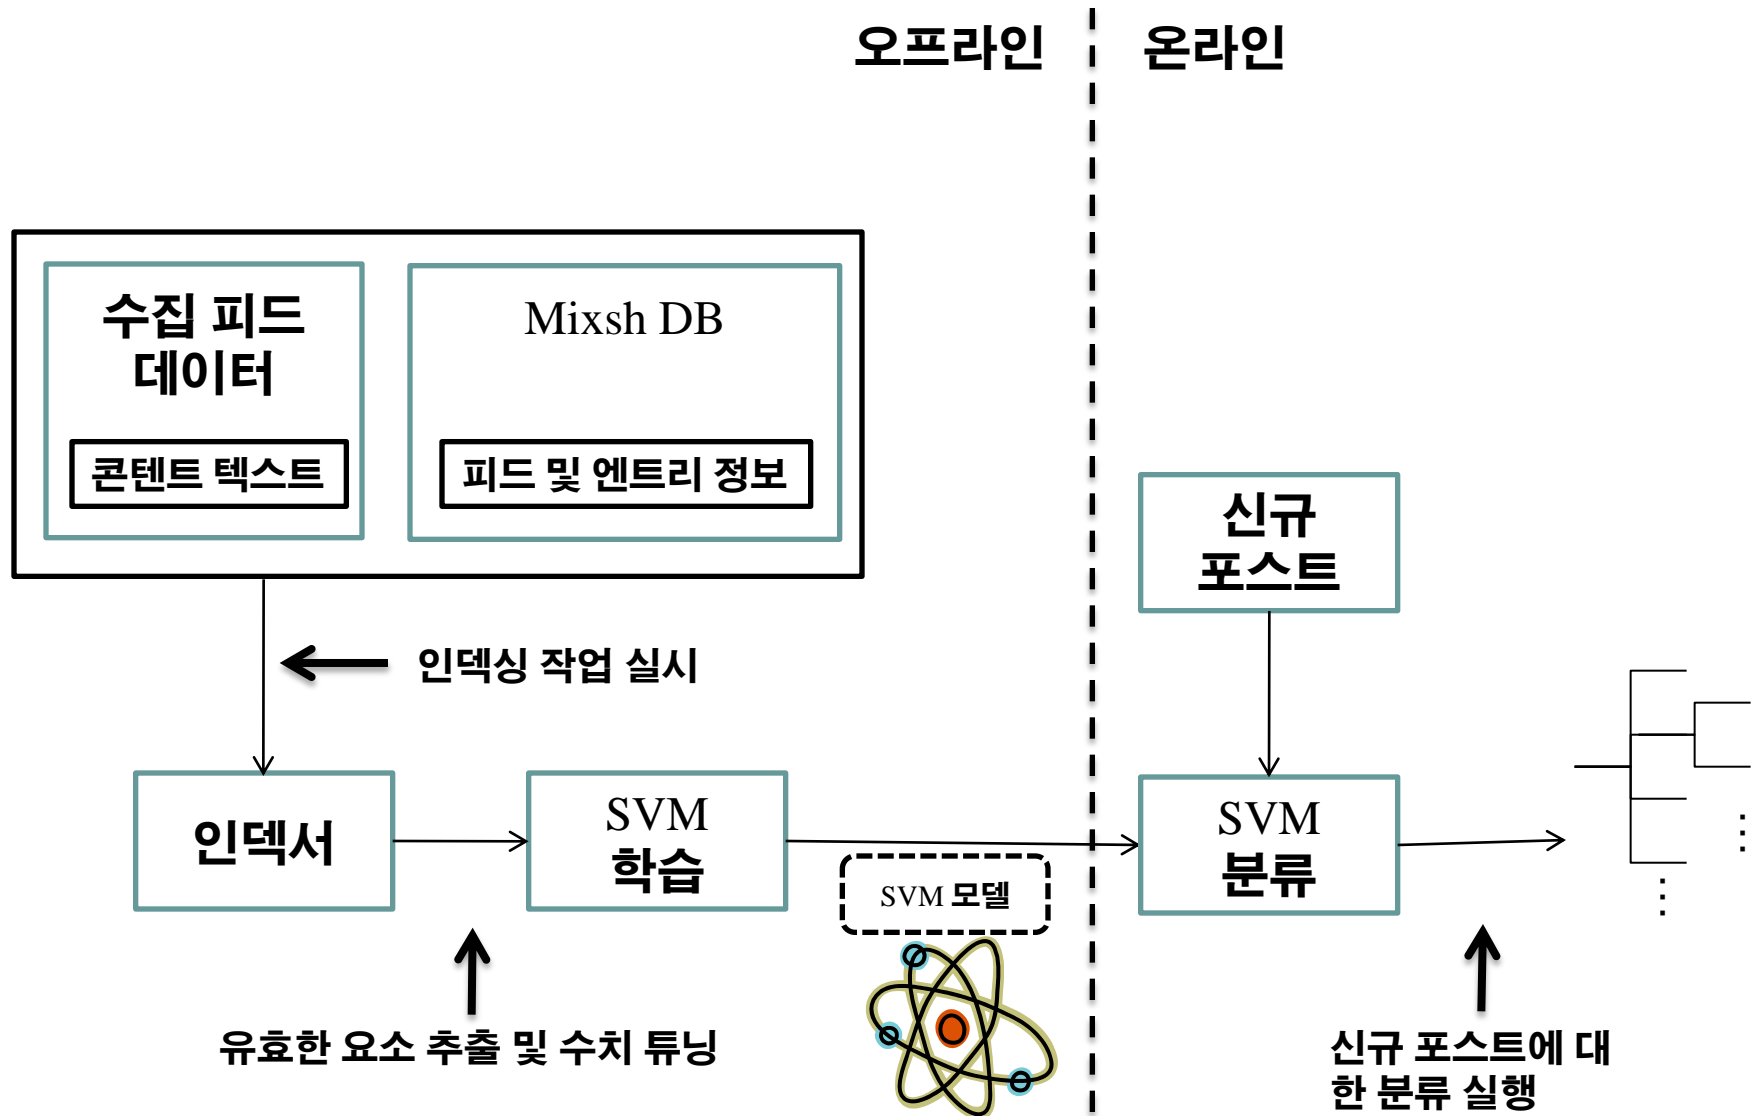 오프라인
온라인
수집 피드
데이터
Mixsh DB
콘텐트 텍스트
피드 및 엔트리 정보
신규
포스트
인덱싱 작업 실시
인덱서
SVM
학습
SVM 모델
SVM
분류
유효한 요소 추출 및 수치 튜닝
신규 포스트에 대
한 분류 실행